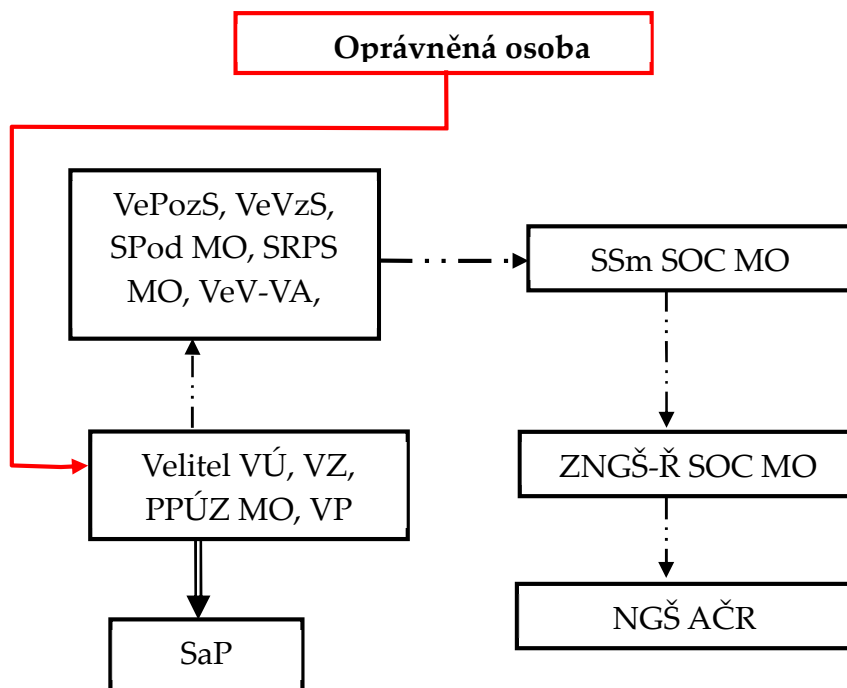 Oprávněná osoba
VePozS, VeVzS,
SPod MO, SRPS
MO, VeV-VA,
SSm SOC MO
Velitel VÚ, VZ,
PPÚZ MO, VP
ZNGŠ-Ř SOC MO
SaP
NGŠ AČR